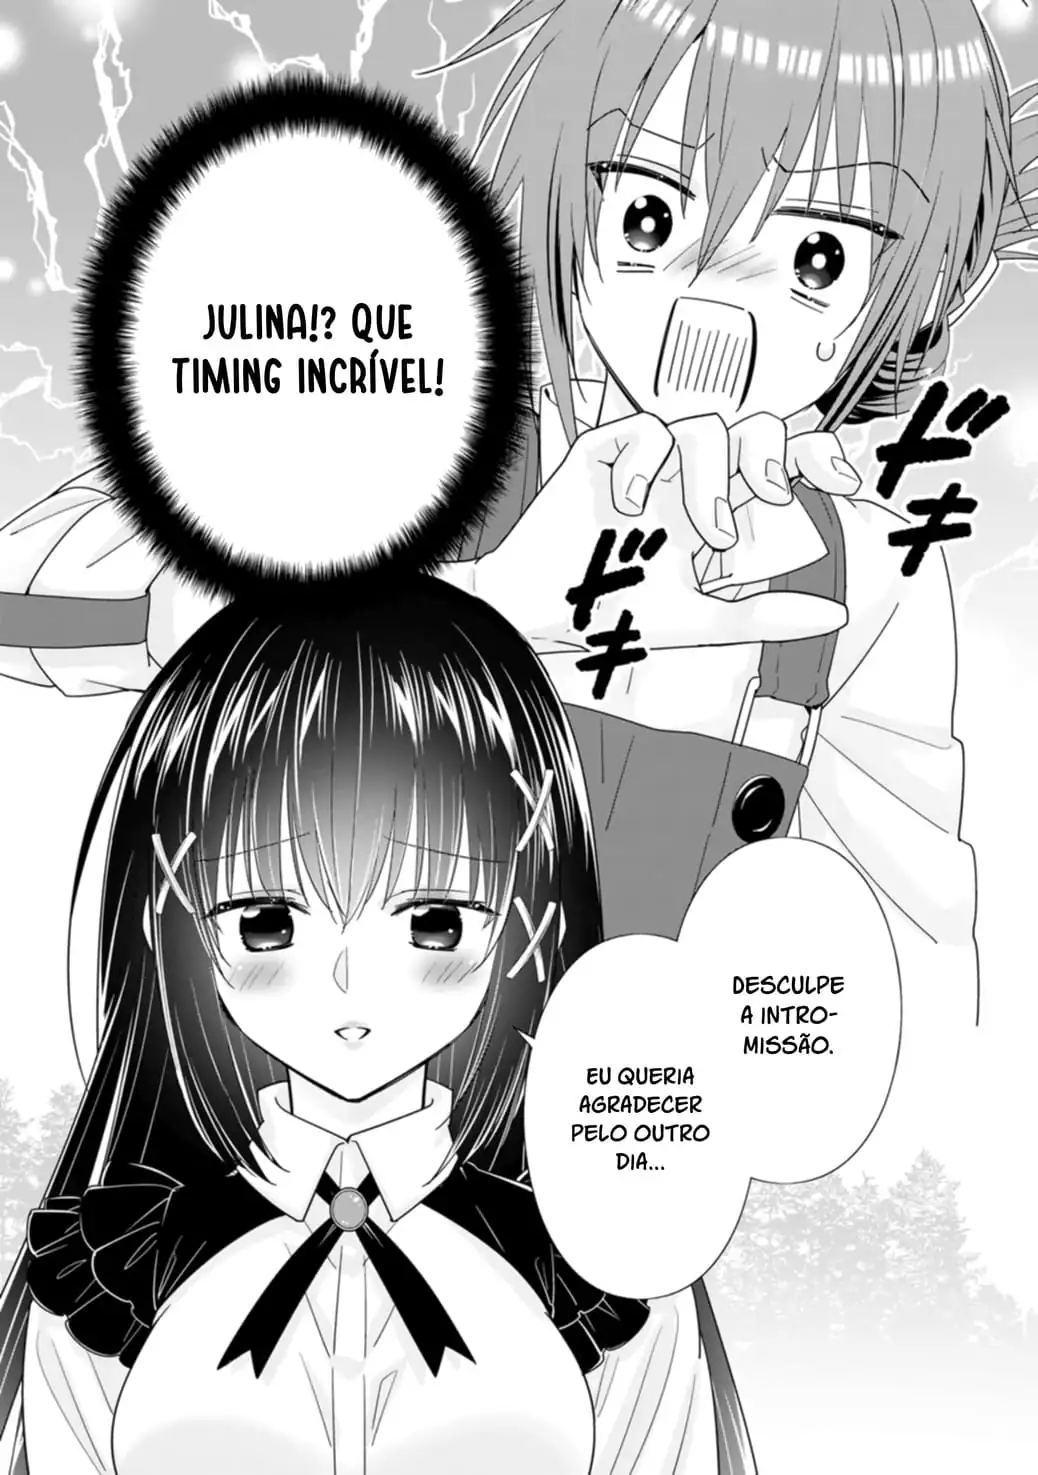 JULINA!? QUE
TIMING INCRÍVEL!
ドキ
ドキ
DESCULPE
A INTRO-
MISSÃO.
EU QUERIA
AGRADECER
PELO OUTRO
DIA...